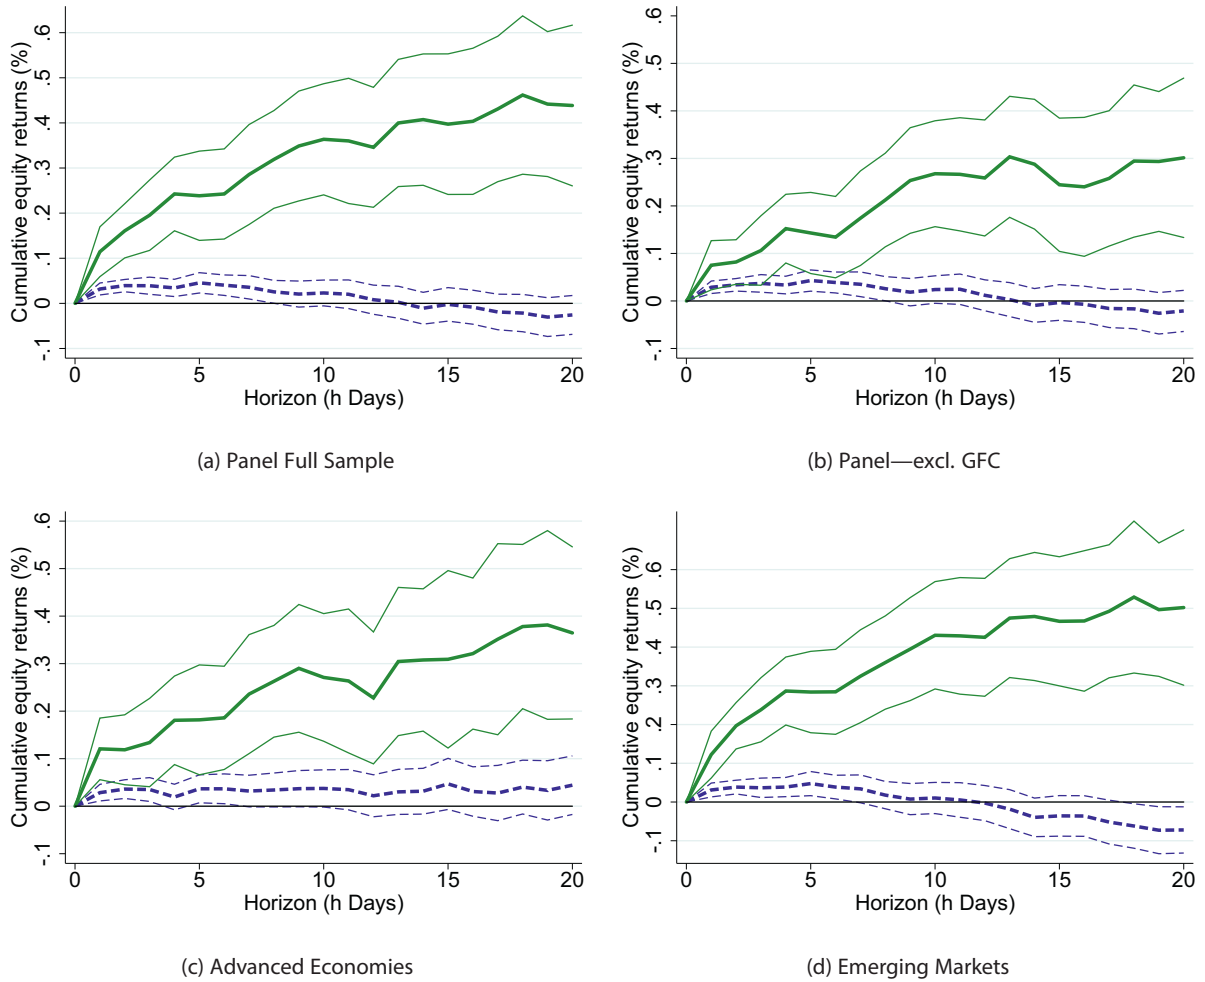 Cumulative equity returns (%)
.6
.5
.4
.3
.2
.1
0
-.1
0 5 10 15 20
Horizon (h Days)
(a) Panel Full Sample
Cumulative equity returns (%)
.6
.5
.4
.3
.2
.1
0
-.1
0 5 10 15 20
Horizon (h Days)
(b) Panel—excl. GFC
Cumulative equity returns (%)
.6
.5
.4
.3
.2
.1
0
-.1
0 5 10 15 20
Horizon (h Days)
(c) Advanced Economies
Cumulative equity returns (%)
.6
.5
.4
.3
.2
.1
0
-.1
0 5 10 15 20
Horizon (h Days)
(d) Emerging Markets